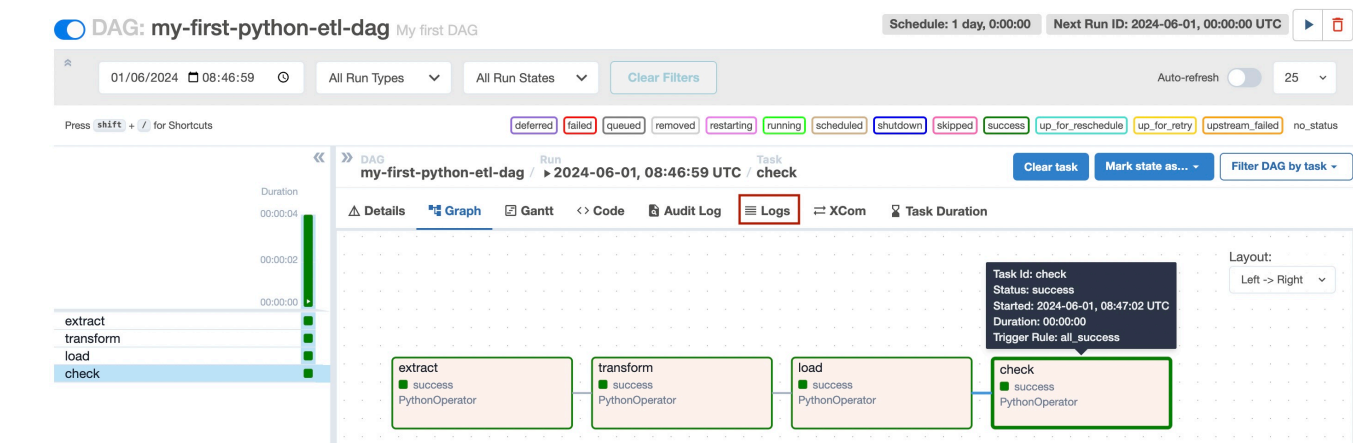 DAG: my-first-python-etl-dag My first DAG
Schedule: 1 day, 0:00:00 Next Run ID: 2024-06-01, 00:00:00 UTC
01/06/2024 08:46:59 All Run Types All Run States Clear Filters Auto-refresh 25
Press shift + / for Shortcuts
deferred failed queued removed restarting running scheduled shutdown skipped success up_for_reschedule up_for_retry upstream_failed no_status
Duration
00:00:04
00:00:02
00:00:00
extract
transform
load
check
DAG Run Task
my-first-python-etl-dag / 2024-06-01, 08:46:59 UTC / check
Clear task Mark state as... Filter DAG by task
Details Graph Gantt <> Code Audit Log Logs XCom Task Duration
Layout:
Left -> Right
Task Id: check
Status: success
Started: 2024-06-01, 08:47:02 UTC
Duration: 00:00:00
Trigger Rule: all_success
extract
success
PythonOperator
transform
success
PythonOperator
load
success
PythonOperator
check
success
PythonOperator